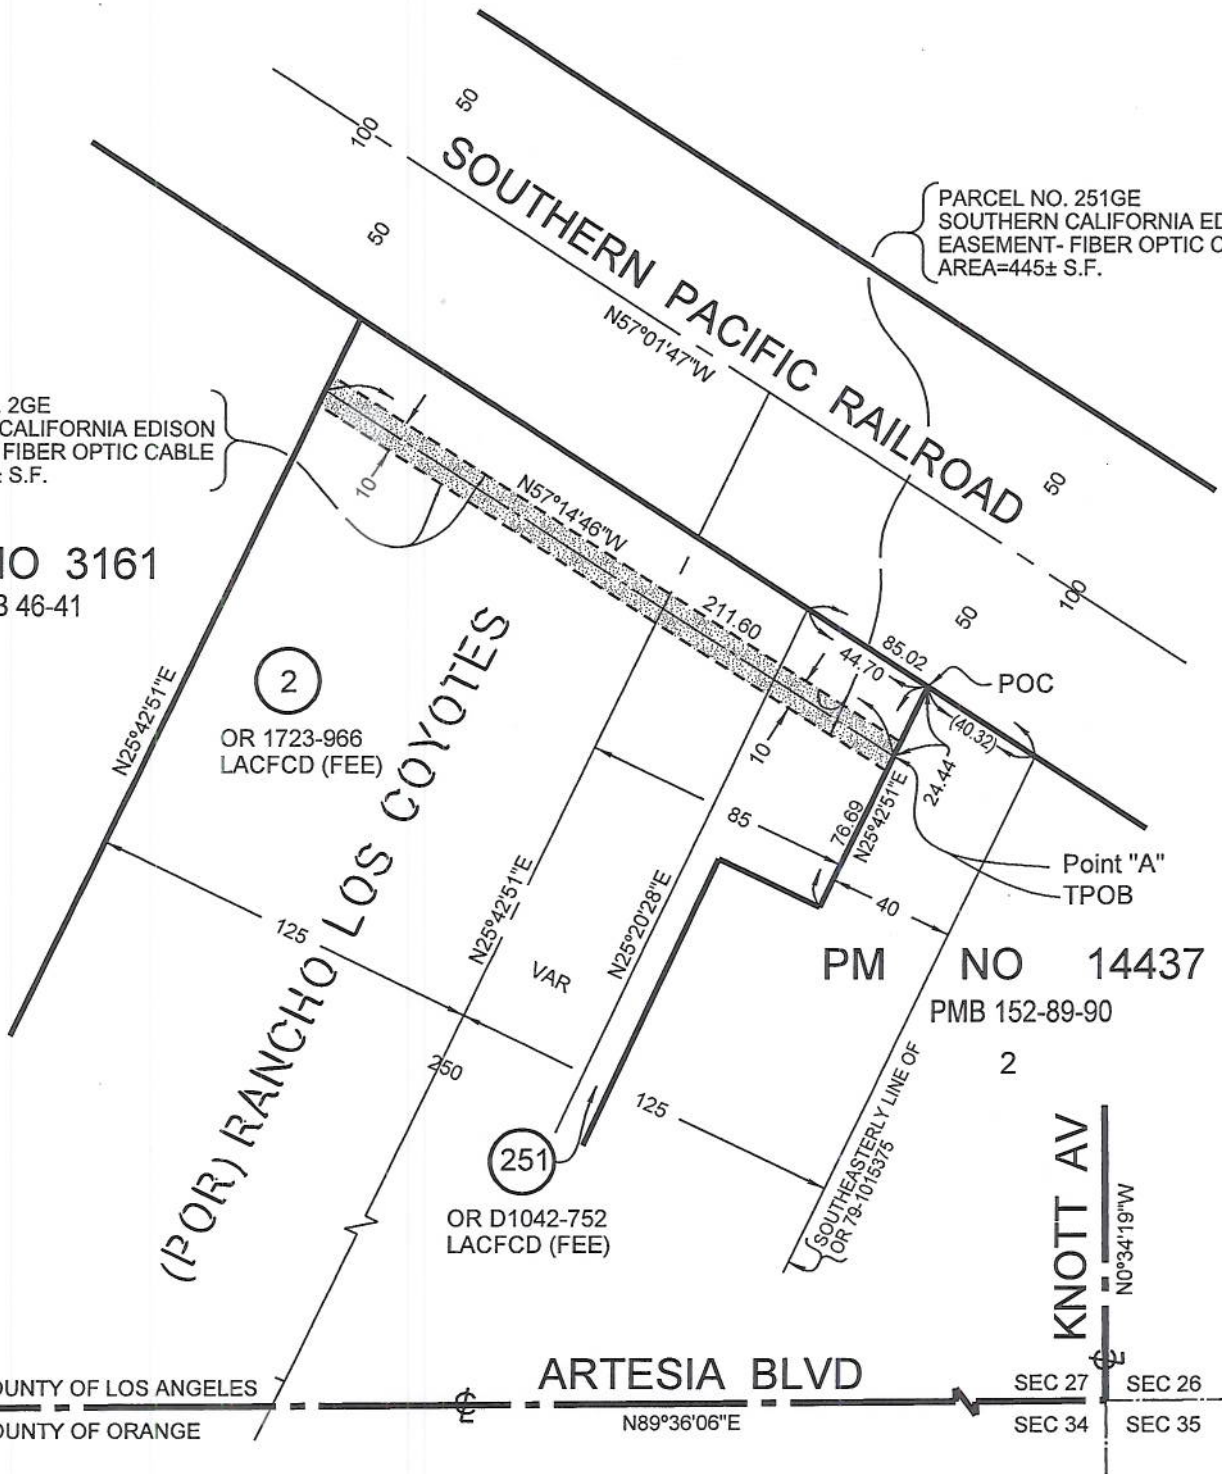 50
100
50
SOUTHERN PACIFIC RAILROAD
N57°01'47"W
PARCEL NO. 251GE
SOUTHERN CALIFORNIA ED
EASEMENT- FIBER OPTIC C
AREA=445± S.F.
2GE
CALIFORNIA EDISON
FIBER OPTIC CABLE
± S.F.
10
N57°14'46"W
50
100
50
NO 3161
B 46-41
211.60
85.02
44.70
POC
(40.32)
2
OR 1723-966
LACFCD (FEE)
N25°42'51"E
10
24.44
76.69
N25°42'51"E
85
Point "A"
TPOB
40
(POR) RANCHO LOS COYOTES
125
N25°42'51"E
VAR
N25°20'28"E
PM NO 14437
PMB 152-89-90
2
250
125
SOUTHEASTERLY LINE OF
OR 79-1015375
251
OR D1042-752
LACFCD (FEE)
KNOTT AV
N0°34'19"W
ARTESIA BLVD
N89°36'06"E
COUNTY OF LOS ANGELES
COUNTY OF ORANGE
SEC 27
SEC 26
SEC 34
SEC 35